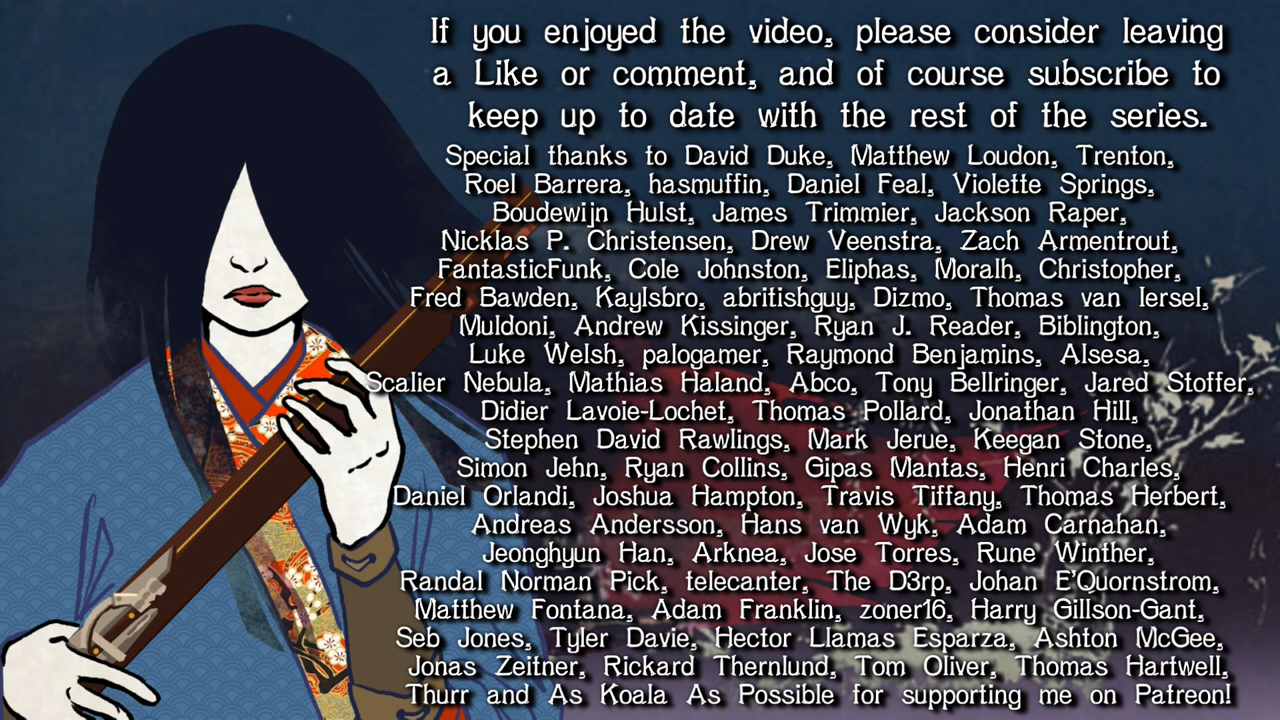 If you enjoyed the video, please consider leaving
a Like or comment, and of course subscribe to
keep up to date with the rest of the series.
Special thanks to David Duke, Matthew Loudon, Trenton,
Roel Barrera, hasmuffin, Daniel Feal, Violette Springs,
Boudewijn Hulst, James Trimmier, Jackson Raper,
Nicklas P. Christensen, Drew Veenstra, Zach Armentrout,
FantasticFunk, Cole Johnston, Eliphas, Moralh, Christopher,
Fred Bawden, Kaylsbro, abritishguy, Dizmo, Thomas van Iersel,
Muldoni, Andrew Kissinger, Ryan J. Reader, Biblington,
Luke Welsh, palogamer, Raymond Benjamins, Alsesa,
Scalier Nebula, Mathias Haland, Abco, Tony Bellringer, Jared Stoffer,
Didier Lavoie-Lochet, Thomas Pollard, Jonathan Hill,
Stephen David Rawlings, Mark Jerue, Keegan Stone,
Simon Jehn, Ryan Collins, Gipas Mantas, Henri Charles,
Daniel Orlandi, Joshua Hampton, Travis Tiffany, Thomas Herbert,
Andreas Andersson, Hans van Wyk, Adam Carnahan,
Jeonghyun Han, Arknea, Jose Torres, Rune Winther,
Randal Norman Pick, telecanter, The D3rp, Johan E'Quornstrom,
Matthew Fontana, Adam Franklin, zoner16, Harry Gillson-Gant,
Seb Jones, Tyler Davie, Hector Llamas Esparza, Ashton McGee,
Jonas Zeitner, Rickard Thernlund, Tom Oliver, Thomas Hartwell,
Thurr and As Koala As Possible for supporting me on Patreon!